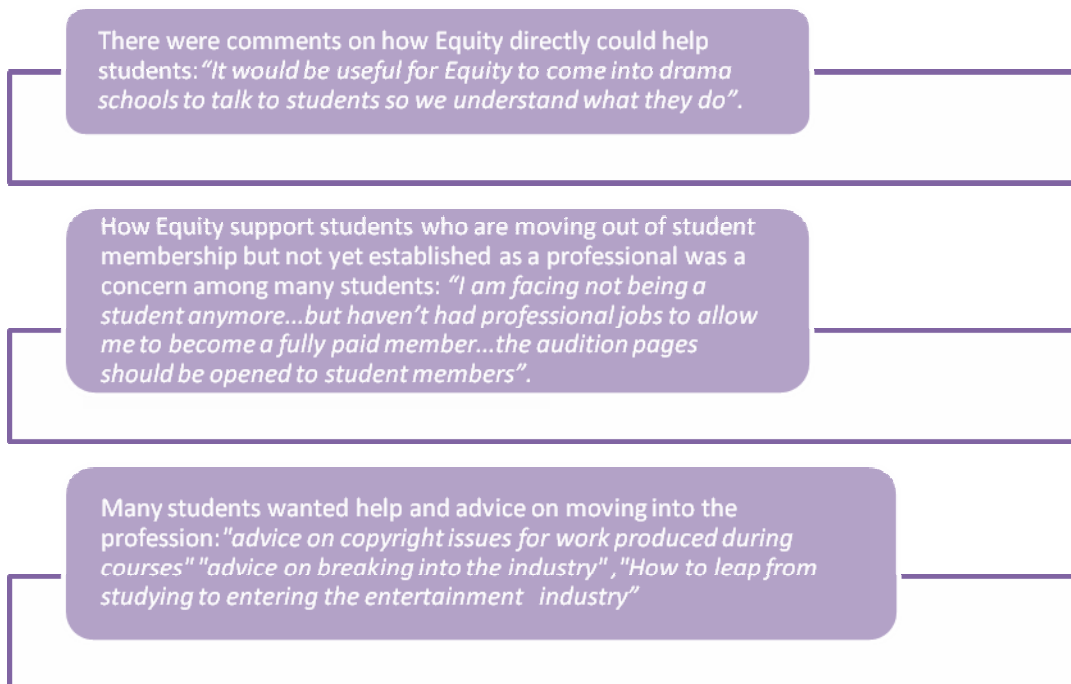 There were comments on how Equity directly could help
students:“It would be useful for Equity to come into drama
schools to talk to students so we understand what they do”.
How Equity support students who are moving out of student
membership but not yet established as a professional was a
concern among many students: “I am facing not being a
student anymore...but haven’t had professional jobs to allow
me to become a fully paid member...the audition pages
should be opened to student members”.
Many students wanted help and advice on moving into the
profession:"advice on copyright issues for work produced during
courses" "advice on breaking into the industry" ,"How to leap from
studying to entering the entertainment industry”